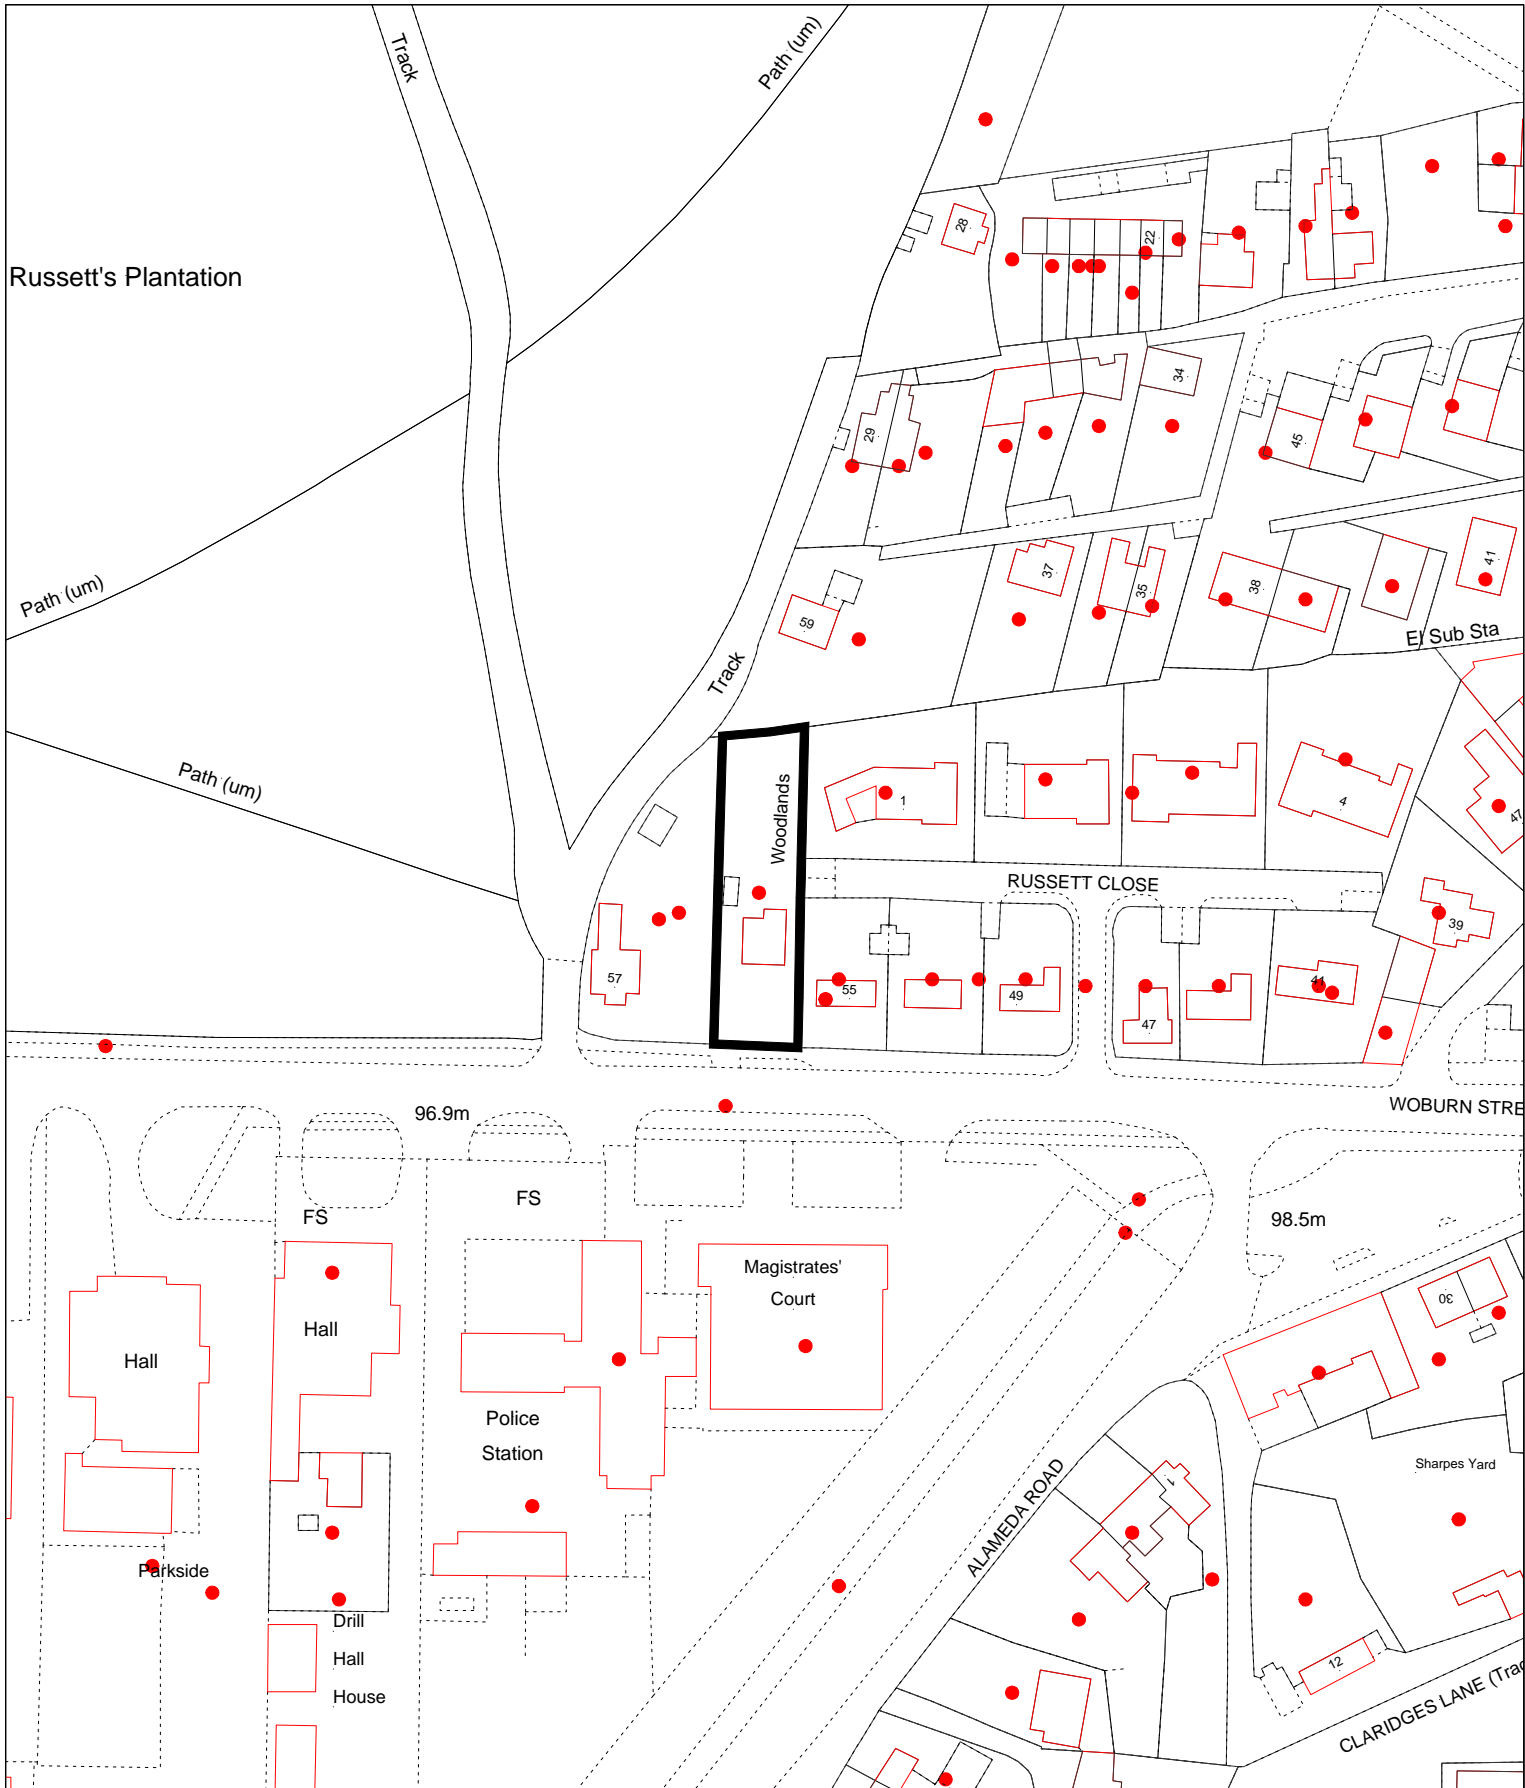 Track
Path (um)
28
22
Russett's Plantation
34
29
45
41
37
35
38
Path (um)
59
El Sub Sta
Track
Path (um)
Woodlands
1
4
47
RUSSETT CLOSE
39
57
55
49
41
47
96.9m
WOBURN STRE
FS
FS
98.5m
Magistrates'
Court
30
Hall
Hall
Police
Station
Sharpes Yard
1
ALAMEDA ROAD
Parkside
Drill
Hall
House
12
CLARIDGES LANE (Trac